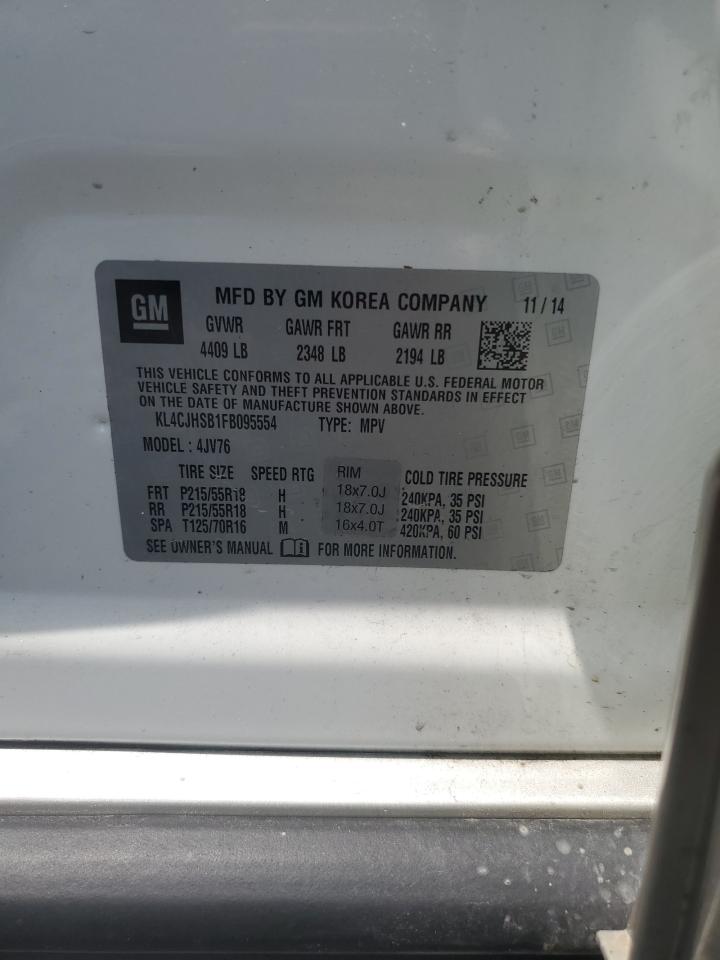 GM MFD BY GM KOREA COMPANY 11/14
GVWR GAWR FRT GAWR RR
4409 LB 2348 LB 2194 LB
THIS VEHICLE CONFORMS TO ALL APPLICABLE U.S. FEDERAL MOTOR
VEHICLE SAFETY AND THEFT PREVENTION STANDARDS IN EFFECT
ON THE DATE OF MANUFACTURE SHOWN ABOVE.
KL4CJHSB1FB095554 TYPE: MPV
MODEL: 4JV76
TIRE SIZE SPEED RTG RIM COLD TIRE PRESSURE
FRT P215/55R18 H 18x7.0J 240KPA, 35 PSI
RR P215/55R18 H 18x7.0J 240KPA, 35 PSI
SPA T125/70R16 M 16x4.0T 420KPA, 60 PSI
SEE OWNER'S MANUAL i FOR MORE INFORMATION.